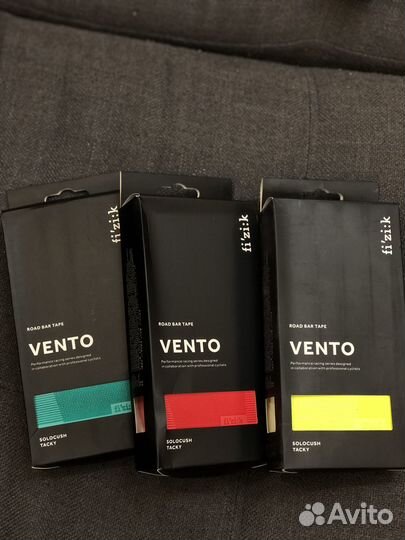 fi'zi:k
ROAD BAR TAPE
VENTO
Performance racing series designed
in collaboration with professional cyclists
SOLOCUSH
TACKY
fi'zi:k
ROAD BAR TAPE
VENTO
Performance racing series designed
in collaboration with professional cyclists
SOLOCUSH
TACKY
fi'zi:k
ROAD BAR TAPE
VENTO
Performance racing series designed
in collaboration with professional cyclists
SOLOCUSH
TACKY
Avito